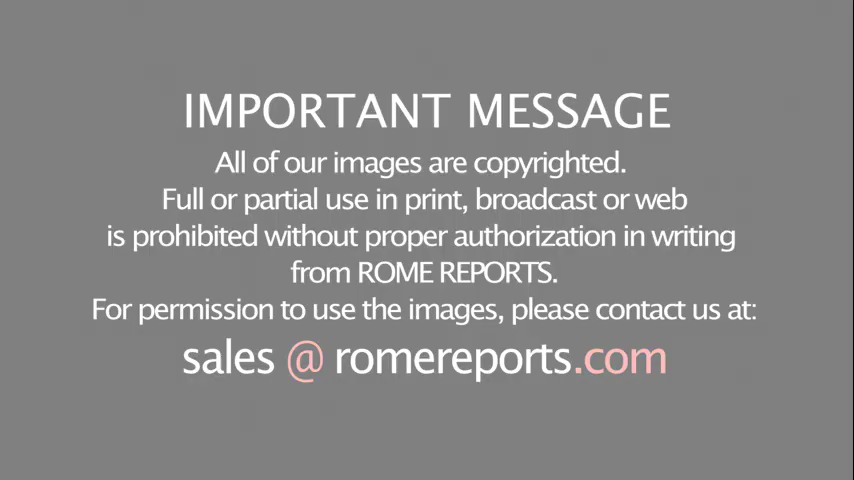 IMPORTANT MESSAGE
All of our images are copyrighted.
Full or partial use in print, broadcast or web
is prohibited without proper authorization in writing
from ROME REPORTS.
For permission to use the images, please contact us at:
sales @ romereports.com